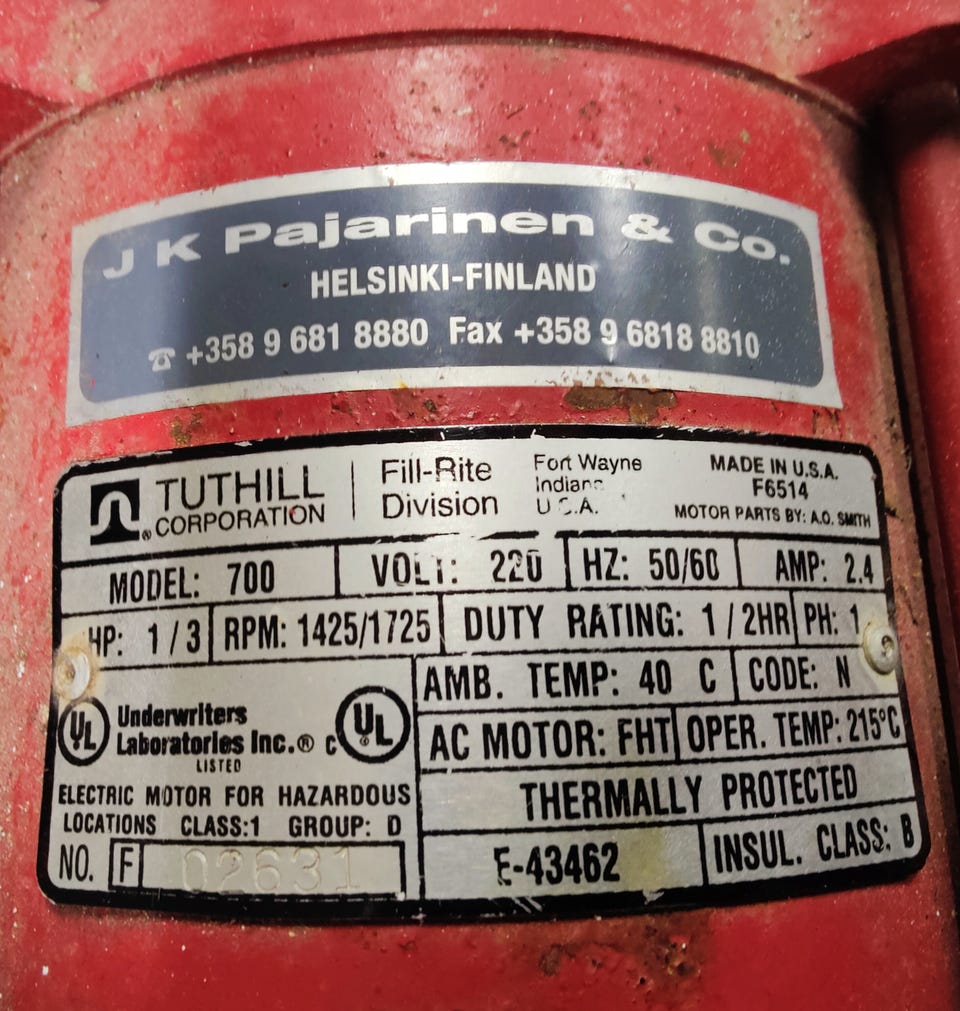 J K Pajarinen & Co.
HELSINKI-FINLAND
☎ +358 9 681 8880 Fax +358 9 6818 8810
® TUTHILL
CORPORATION
Fill-Rite
Division
Fort Wayne
Indiana
U.S.A.
MADE IN U.S.A.
F6514
MOTOR PARTS BY: A.O. SMITH
MODEL: 700 VOLT: 220 HZ: 50/60 AMP: 2.4
HP: 1/3 RPM: 1425/1725 DUTY RATING: 1/2HR PH: 1
AMB. TEMP: 40 C CODE: N
UL Underwriters
Laboratories Inc.® c UL ®
LISTED
AC MOTOR: FHT OPER. TEMP: 215°C
ELECTRIC MOTOR FOR HAZARDOUS
LOCATIONS CLASS:1 GROUP: D
THERMALLY PROTECTED
NO. F 02631
E-43462 INSUL. CLASS: B